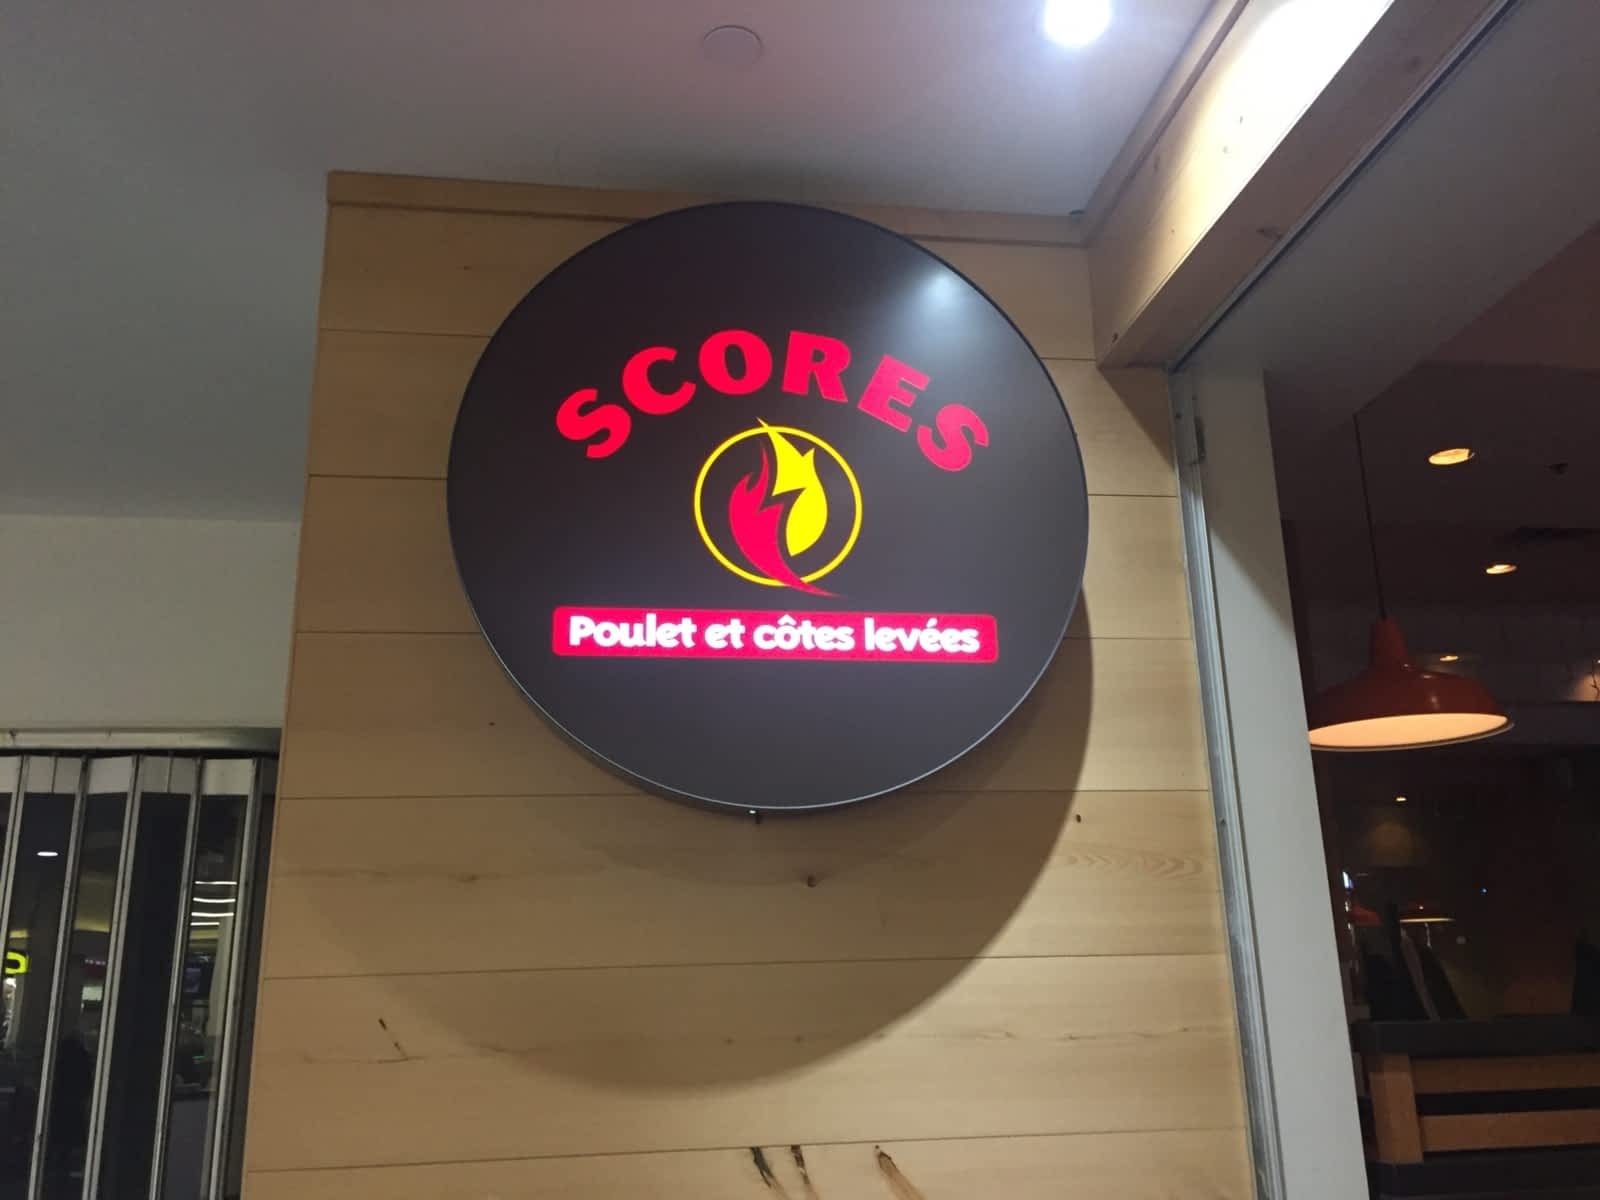 SCORES
Poulet et côtes levées